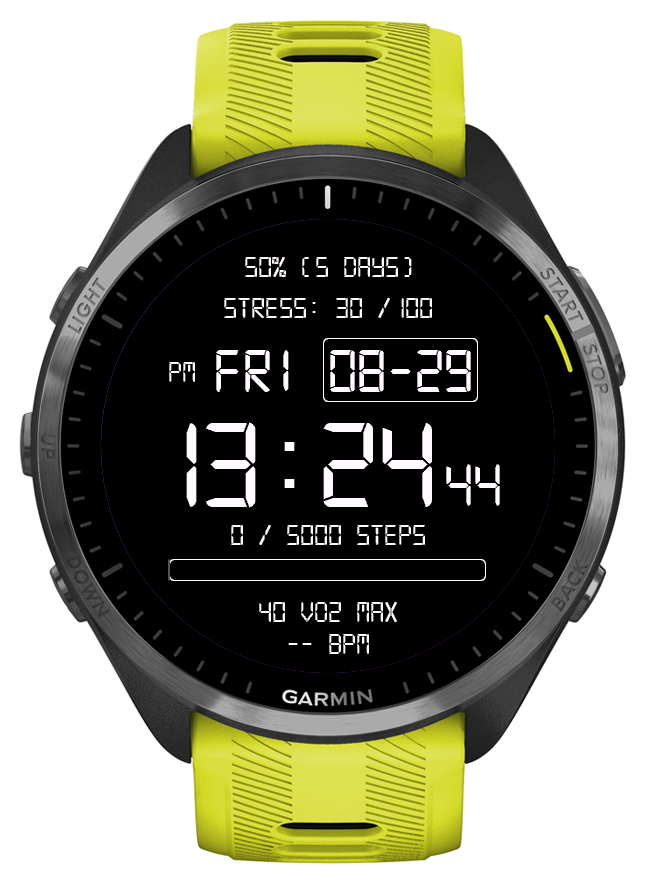 50% (5 DAYS)
STRESS: 30 / 100
LIGHT
START
STOP
PM FRI 08-29
13:24 44
UP
0 / 5000 STEPS
DOWN
BACK
40 VO2 MAX
-- BPM
GARMIN